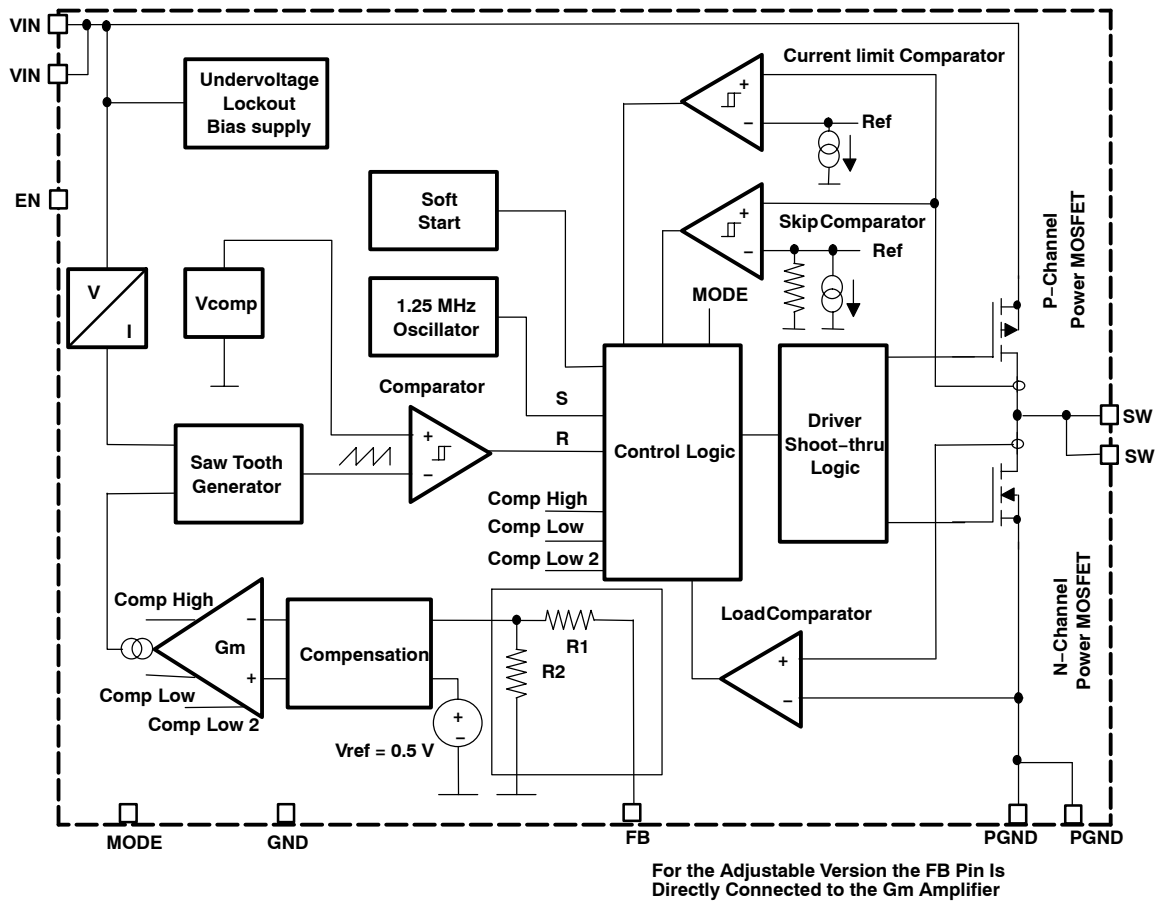 VIN
VIN
EN
Undervoltage
Lockout
Bias supply
Current limit Comparator
+
−
Ref
Soft
Start
SkipComparator
+
−
Ref
P−Channel
Power MOSFET
V
I
Vcomp
1.25 MHz
Oscillator
MODE
Comparator
+
−
S
R
Saw Tooth
Generator
Control Logic
Driver
Shoot−thru
Logic
SW
SW
Comp High
Comp Low
Comp Low 2
Comp High
Gm
−
+
Comp Low
Comp Low 2
Compensation
+
−
Vref = 0.5 V
R1
R2
LoadComparator
+
−
N−Channel
Power MOSFET
MODE
GND
FB
PGND
PGND
For the Adjustable Version the FB Pin Is
Directly Connected to the Gm Amplifier